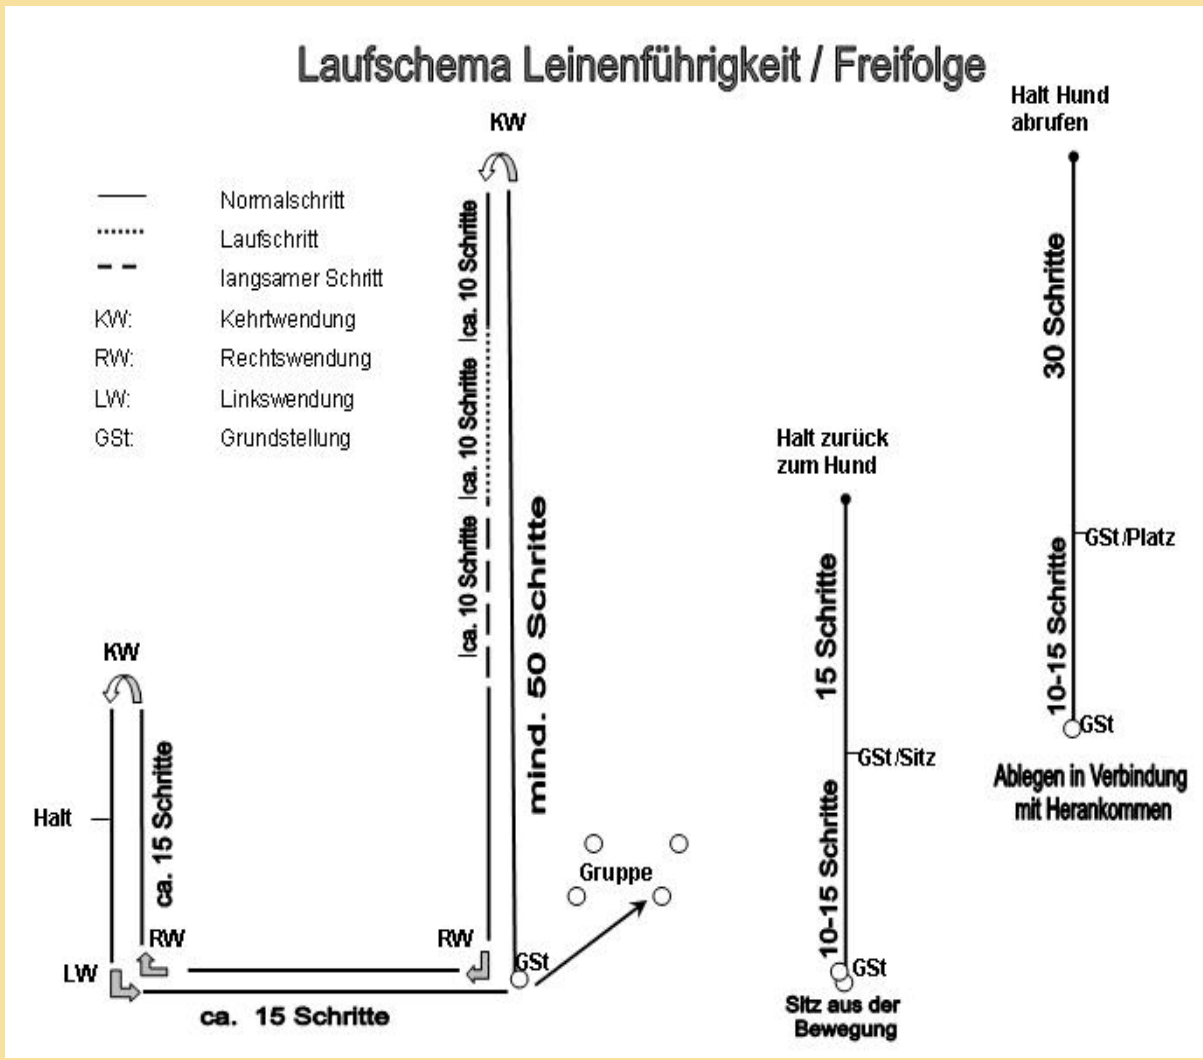 Laufschema Leinenführigkeit / Freifolge
KW
Normalschritt
Laufschritt
langsamer Schritt
KW: Kehrtwendung
RW: Rechtswendung
LW: Linkswendung
GSt: Grundstellung
ca. 10 Schritte
ca. 10 Schritte
ca. 10 Schritte
mind. 50 Schritte
KW
Halt
ca. 15 Schritte
RW
LW
ca. 15 Schritte
RW
GSt
Gruppe
Halt zurück
zum Hund
15 Schritte
GSt/Sitz
10-15 Schritte
GSt
Sitz aus der
Bewegung
Halt Hund
abrufen
30 Schritte
GSt/Platz
10-15 Schritte
GSt
Ablegen in Verbindung
mit Herankommen